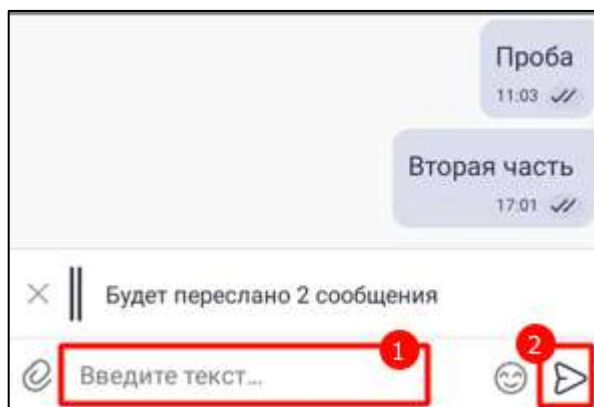 Проба
11:03
Вторая часть
17:01
Будет переслано 2 сообщения
1
2
Введите текст...